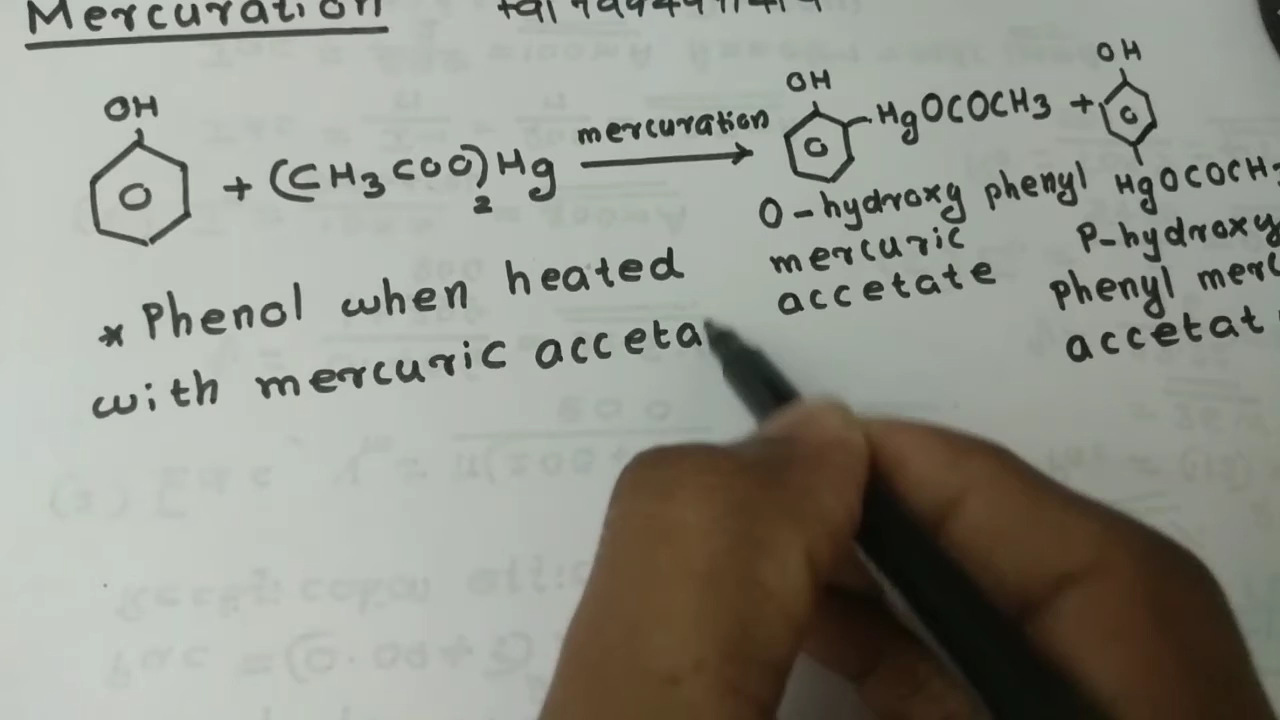 Mercuration
OH
+ (CH3COO)2Hg
mercuration
OH
HgOCOCH3 +
OH
HgOCOCH3
O-hydroxy phenyl
mercuric
accetate
P-hydroxy
phenyl merc
accetat
* Phenol when heated
with mercuric acceta